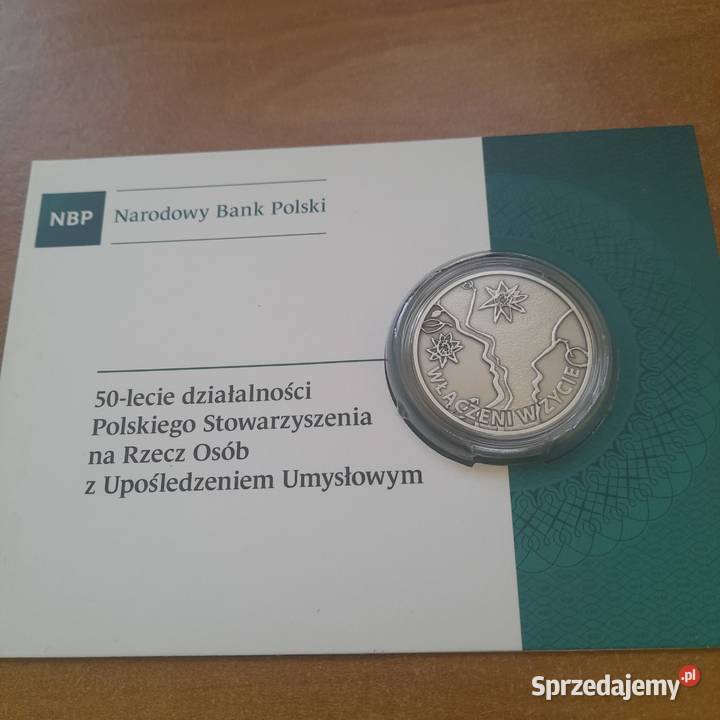 NBP
Narodowy Bank Polski
50-lecie działalności
Polskiego Stowarzyszenia
na Rzecz Osób
z Upośledzeniem Umysłowym
WŁĄCZENI W ŻYCIE
Sprzedajemy.pl